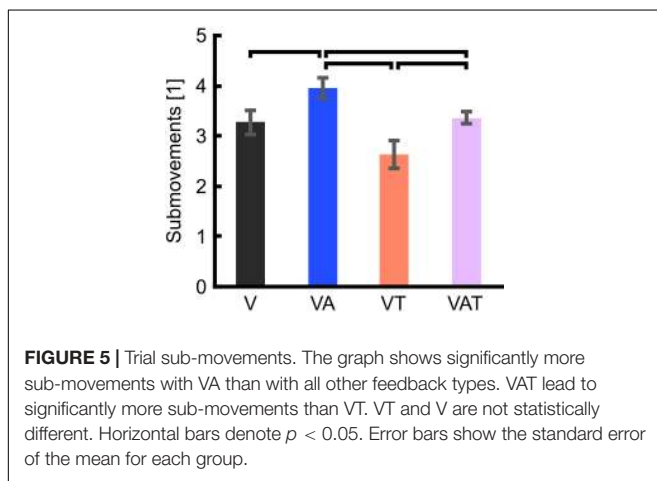 5
4
3
2
1
0
Submovements [1]
V VA VT VAT
FIGURE 5 | Trial sub-movements. The graph shows significantly more
sub-movements with VA than with all other feedback types. VAT lead to
significantly more sub-movements than VT. VT and V are not statistically
different. Horizontal bars denote p < 0.05. Error bars show the standard error
of the mean for each group.